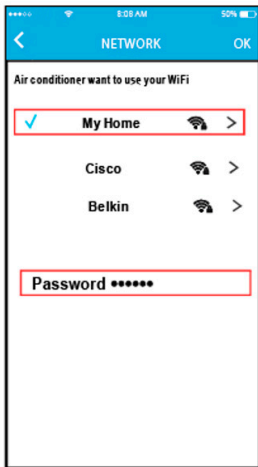 8:08 AM 50%
NETWORK OK
Air conditioner want to use your WiFi
My Home
Cisco
Belkin
Password ••••••